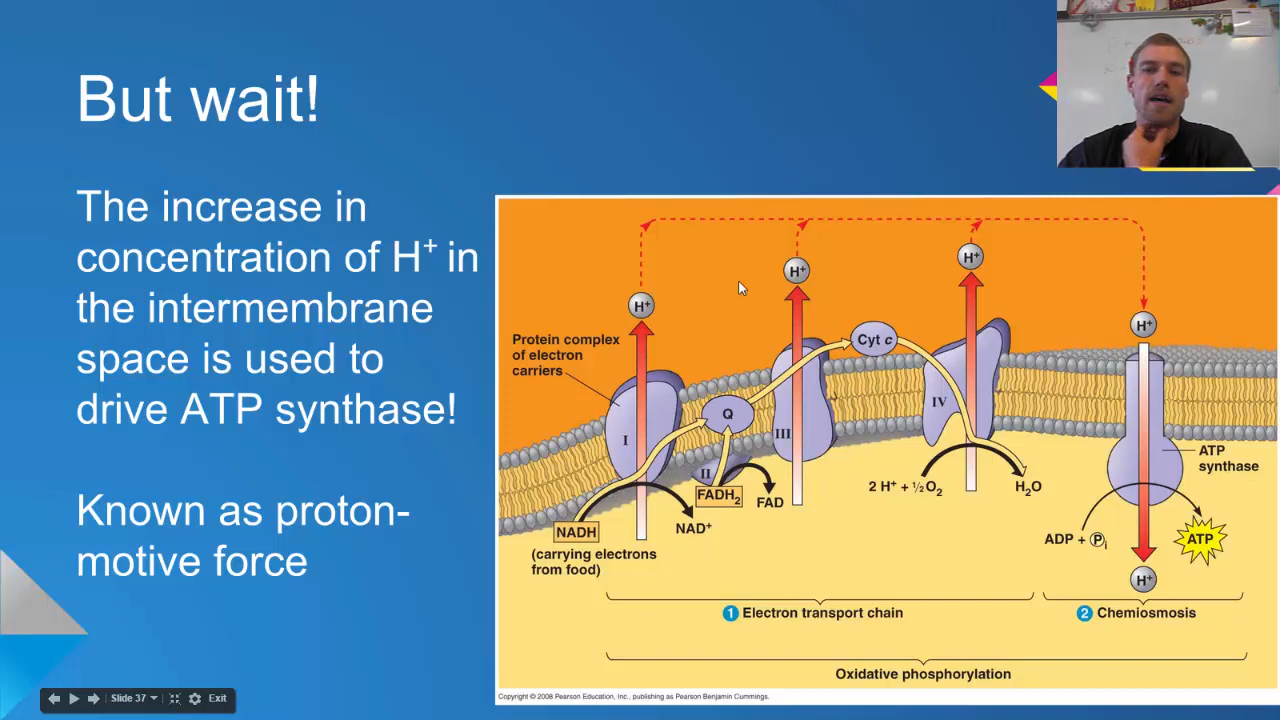 But wait!
The increase in
concentration of H+ in
the intermembrane
space is used to
drive ATP synthase!
Known as proton-
motive force
H+
H+
H+
H+
Protein complex
of electron
carriers
Cyt c
Q
I
II
III
IV
ATP
synthase
2 H+ + ½O2
H2O
FADH2
FAD
NADH
NAD+
(carrying electrons
from food)
ADP + Pi
ATP
H+
1 Electron transport chain
2 Chemiosmosis
Oxidative phosphorylation
Copyright © 2008 Pearson Education, Inc., publishing as Pearson Benjamin Cummings.
Slide 37
Exit